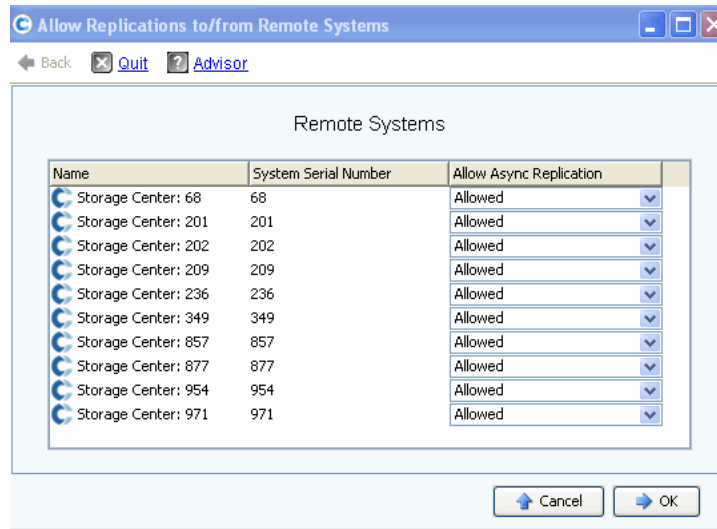 Allow Replications to/from Remote Systems
Back Quit ? Advisor
Remote Systems
Name System Serial Number Allow Async Replication
Storage Center: 68 68 Allowed
Storage Center: 201 201 Allowed
Storage Center: 202 202 Allowed
Storage Center: 209 209 Allowed
Storage Center: 236 236 Allowed
Storage Center: 349 349 Allowed
Storage Center: 857 857 Allowed
Storage Center: 877 877 Allowed
Storage Center: 954 954 Allowed
Storage Center: 971 971 Allowed
Cancel OK